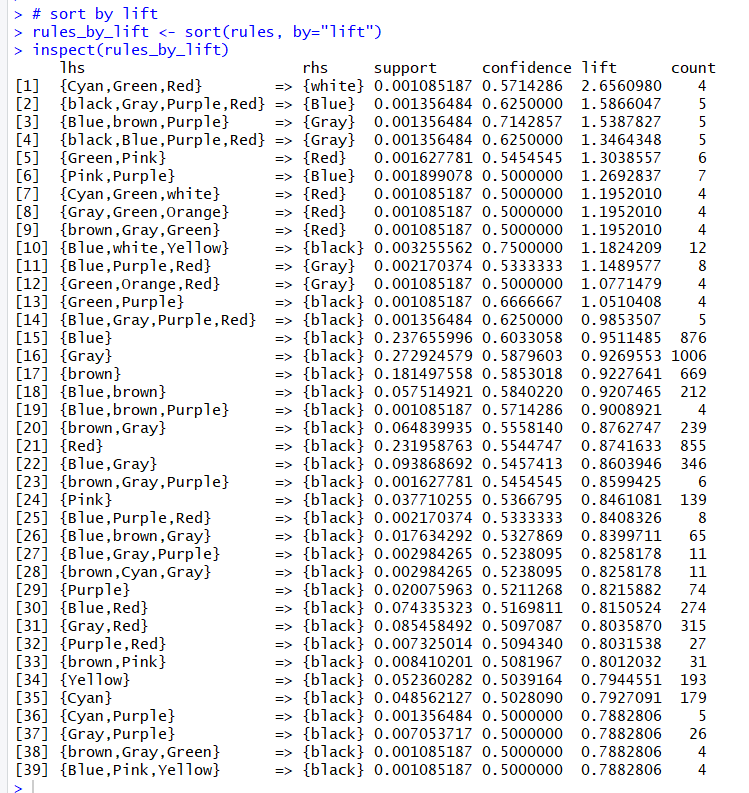 > # sort by lift
> rules_by_lift <- sort(rules, by="lift")
> inspect(rules_by_lift)
lhs rhs support confidence lift count
[1] {Cyan,Green,Red} => {white} 0.001085187 0.5714286 2.6560980 4
[2] {black,Gray,Purple,Red} => {Blue} 0.001356484 0.6250000 1.5866047 5
[3] {Blue,brown,Purple} => {Gray} 0.001356484 0.7142857 1.5387827 5
[4] {black,Blue,Purple,Red} => {Gray} 0.001356484 0.6250000 1.3464348 5
[5] {Green,Pink} => {Red} 0.001627781 0.5454545 1.3038557 6
[6] {Pink,Purple} => {Blue} 0.001899078 0.5000000 1.2692837 7
[7] {Cyan,Green,white} => {Red} 0.001085187 0.5000000 1.1952010 4
[8] {Gray,Green,Orange} => {Red} 0.001085187 0.5000000 1.1952010 4
[9] {brown,Gray,Green} => {Red} 0.001085187 0.5000000 1.1952010 4
[10] {Blue,white,Yellow} => {black} 0.003255562 0.7500000 1.1824209 12
[11] {Blue,Purple,Red} => {Gray} 0.002170374 0.5333333 1.1489577 8
[12] {Green,Orange,Red} => {Gray} 0.001085187 0.5000000 1.0771479 4
[13] {Green,Purple} => {black} 0.001085187 0.6666667 1.0510408 4
[14] {Blue,Gray,Purple,Red} => {black} 0.001356484 0.6250000 0.9853507 5
[15] {Blue} => {black} 0.237655996 0.6033058 0.9511485 876
[16] {Gray} => {black} 0.272924579 0.5879603 0.9269553 1006
[17] {brown} => {black} 0.181497558 0.5853018 0.9227641 669
[18] {Blue,brown} => {black} 0.057514921 0.5840220 0.9207465 212
[19] {Blue,brown,Purple} => {black} 0.001085187 0.5714286 0.9008921 4
[20] {brown,Gray} => {black} 0.064839935 0.5558140 0.8762747 239
[21] {Red} => {black} 0.231958763 0.5544747 0.8741633 855
[22] {Blue,Gray} => {black} 0.093868692 0.5457413 0.8603946 346
[23] {brown,Gray,Purple} => {black} 0.001627781 0.5454545 0.8599425 6
[24] {Pink} => {black} 0.037710255 0.5366795 0.8461081 139
[25] {Blue,Purple,Red} => {black} 0.002170374 0.5333333 0.8408326 8
[26] {Blue,brown,Gray} => {black} 0.017634292 0.5327869 0.8399711 65
[27] {Blue,Gray,Purple} => {black} 0.002984265 0.5238095 0.8258178 11
[28] {brown,Cyan,Gray} => {black} 0.002984265 0.5238095 0.8258178 11
[29] {Purple} => {black} 0.020075963 0.5211268 0.8215882 74
[30] {Blue,Red} => {black} 0.074335323 0.5169811 0.8150524 274
[31] {Gray,Red} => {black} 0.085458492 0.5097087 0.8035870 315
[32] {Purple,Red} => {black} 0.007325014 0.5094340 0.8031538 27
[33] {brown,Pink} => {black} 0.008410201 0.5081967 0.8012032 31
[34] {Yellow} => {black} 0.052360282 0.5039164 0.7944551 193
[35] {Cyan} => {black} 0.048562127 0.5028090 0.7927091 179
[36] {Cyan,Purple} => {black} 0.001356484 0.5000000 0.7882806 5
[37] {Gray,Purple} => {black} 0.007053717 0.5000000 0.7882806 26
[38] {brown,Gray,Green} => {black} 0.001085187 0.5000000 0.7882806 4
[39] {Blue,Pink,Yellow} => {black} 0.001085187 0.5000000 0.7882806 4
>